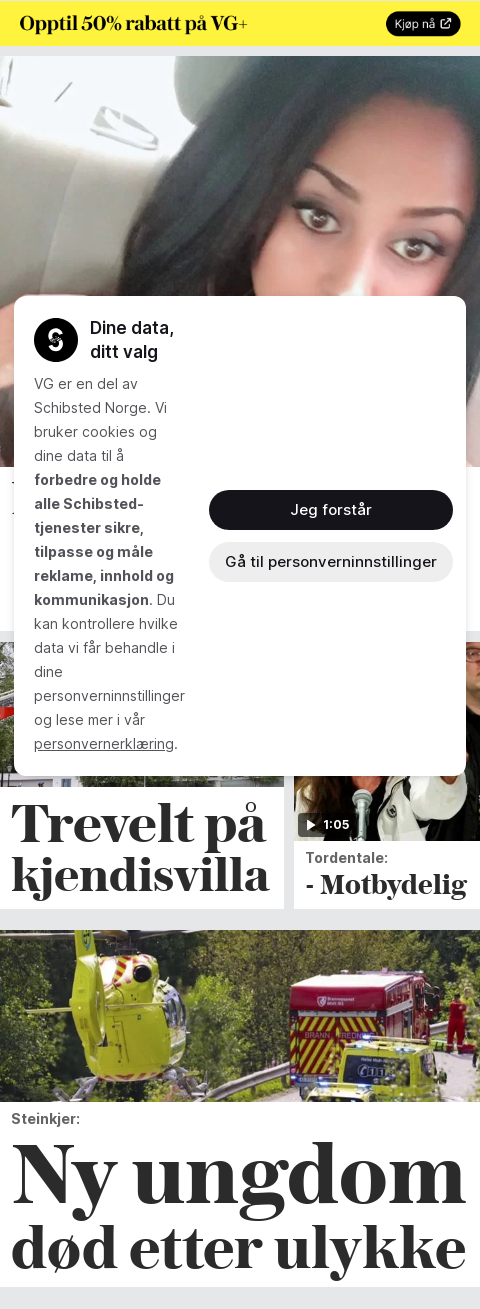 Opptil 50% rabatt på VG+
Kjøp nå
Dine data,
ditt valg
VG er en del av
Schibsted Norge. Vi
bruker cookies og
dine data til å
forbedre og holde
alle Schibsted-
tjenester sikre,
tilpasse og måle
reklame, innhold og
kommunikasjon. Du
kan kontrollere hvilke
data vi får behandle i
dine
personverninnstillinger
og lese mer i vår
personvernerklæring.
Jeg forstår
Gå til personverninnstillinger
Trevelt på
kjendisvilla
1:05
Tordentale:
- Motbydelig
Steinkjer:
Ny ungdom
død etter ulykke